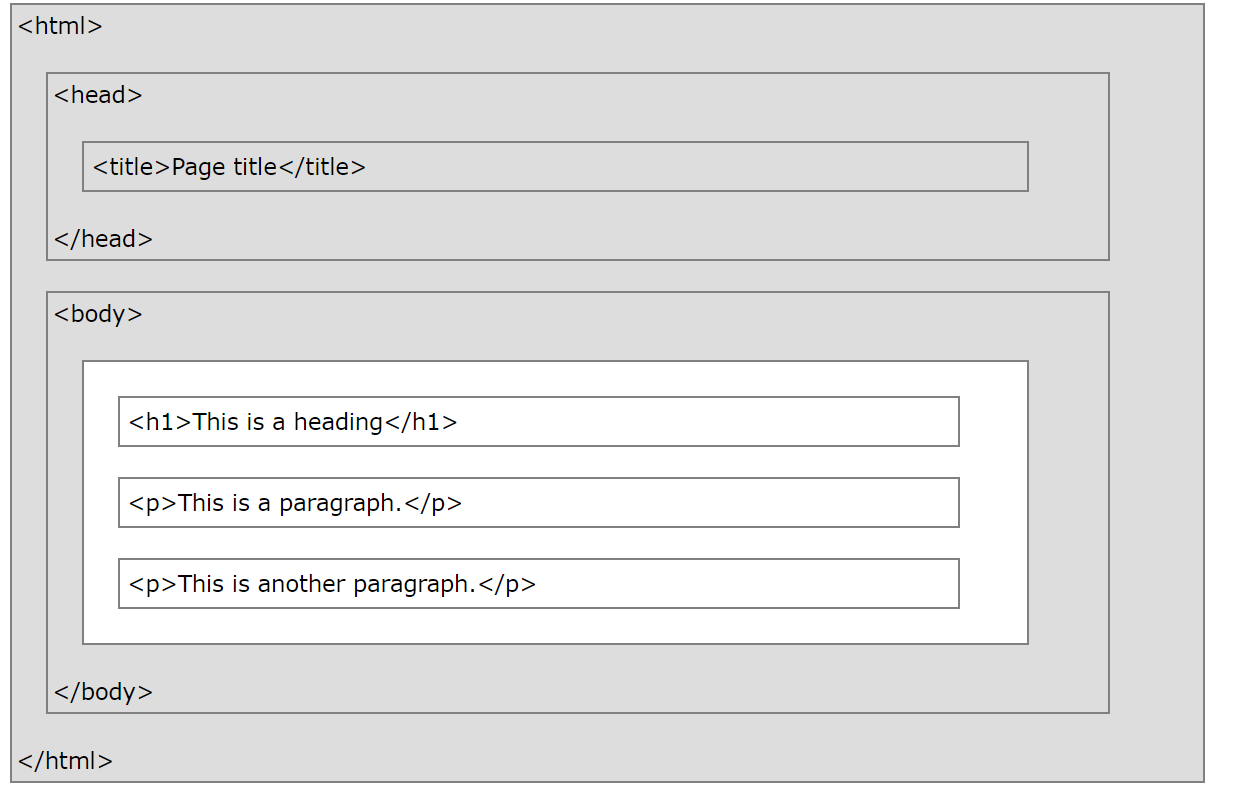 <html>
<head>
<title>Page title</title>
</head>
<body>
<h1>This is a heading</h1>
<p>This is a paragraph.</p>
<p>This is another paragraph.</p>
</body>
</html>